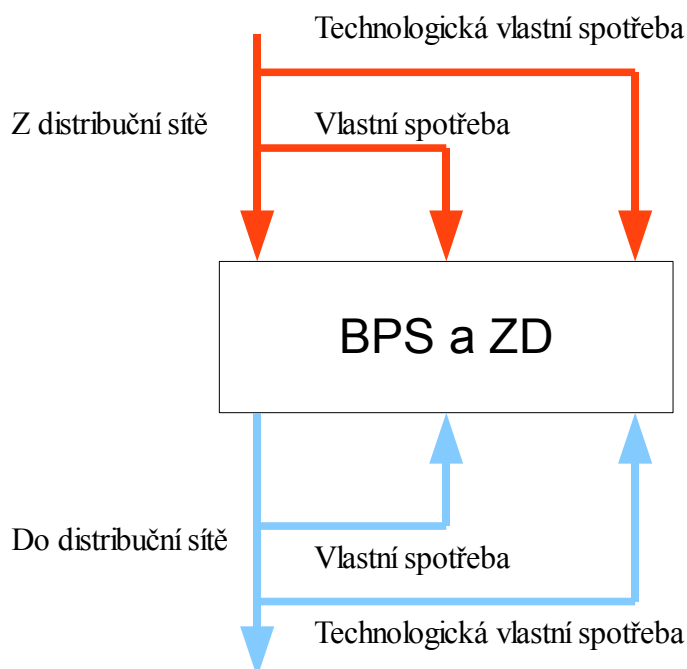 Technologická vlastní spotřeba
Z distribuční sítě
Vlastní spotřeba
BPS a ZD
Do distribuční sítě
Vlastní spotřeba
Technologická vlastní spotřeba